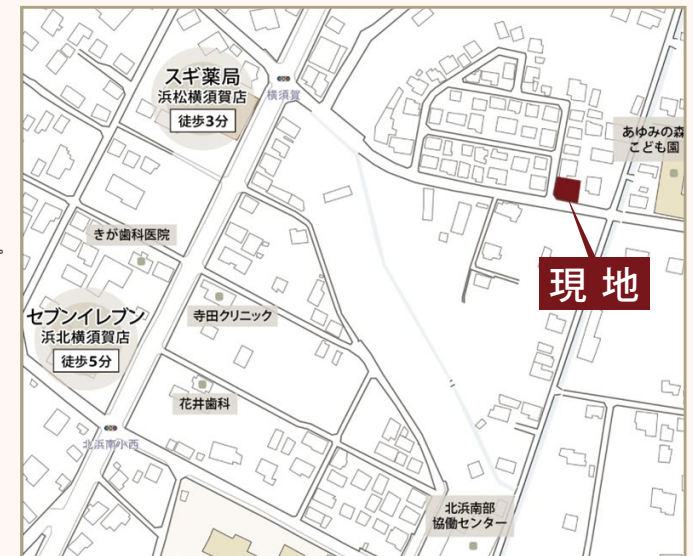 スギ薬局
浜松横須賀店
徒歩3分
横須賀
あゆみの森
こども園
。
きが歯科医院
現地
セブンイレブン
浜北横須賀店
徒歩5分
寺田クリニック
花井歯科
北浜南小西
北浜南部
協働センター